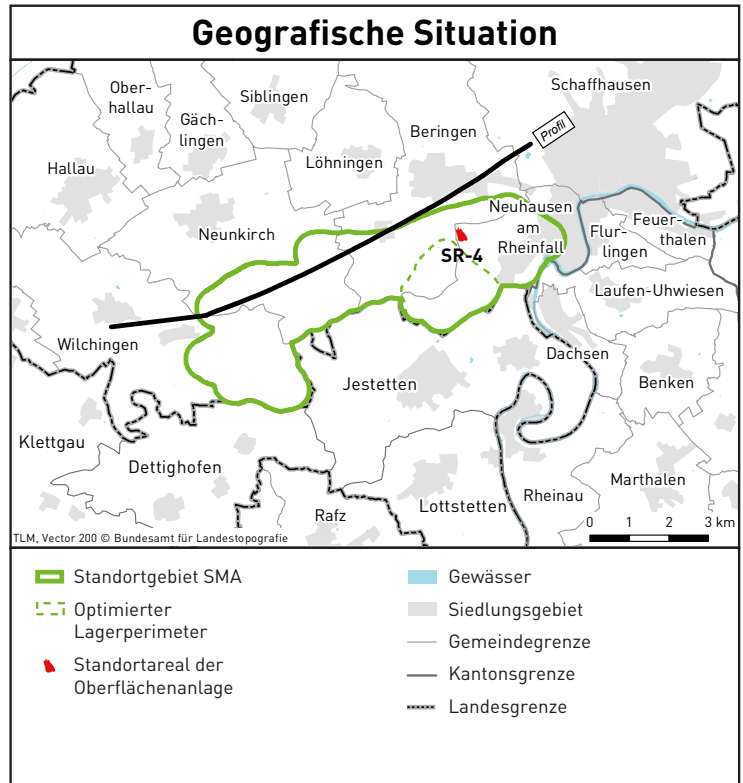 Geografische Situation
Schaffhausen
Ober-
hallau
Siblingen
Gäch-
lingen
Beringen
Profil
Löhningen
Hallau
Neuhausen
am
Rheinfall
Neunkirch
Flur-
lingen
Feuer-
thalen
SR-4
Laufen-Uhwiesen
Wilchingen
Dachsen
Jestetten
Benken
Klettgau
Dettighofen
Marthalen
Lottstetten
Rheinau
Rafz
0 1 2 3 km
TLM, Vector 200 © Bundesamt für Landestopografie
Standortgebiet SMA
Optimierter
Lagerperimeter
Standortareal der
Oberflächenanlage
Gewässer
Siedlungsgebiet
Gemeindegrenze
Kantonsgrenze
Landesgrenze